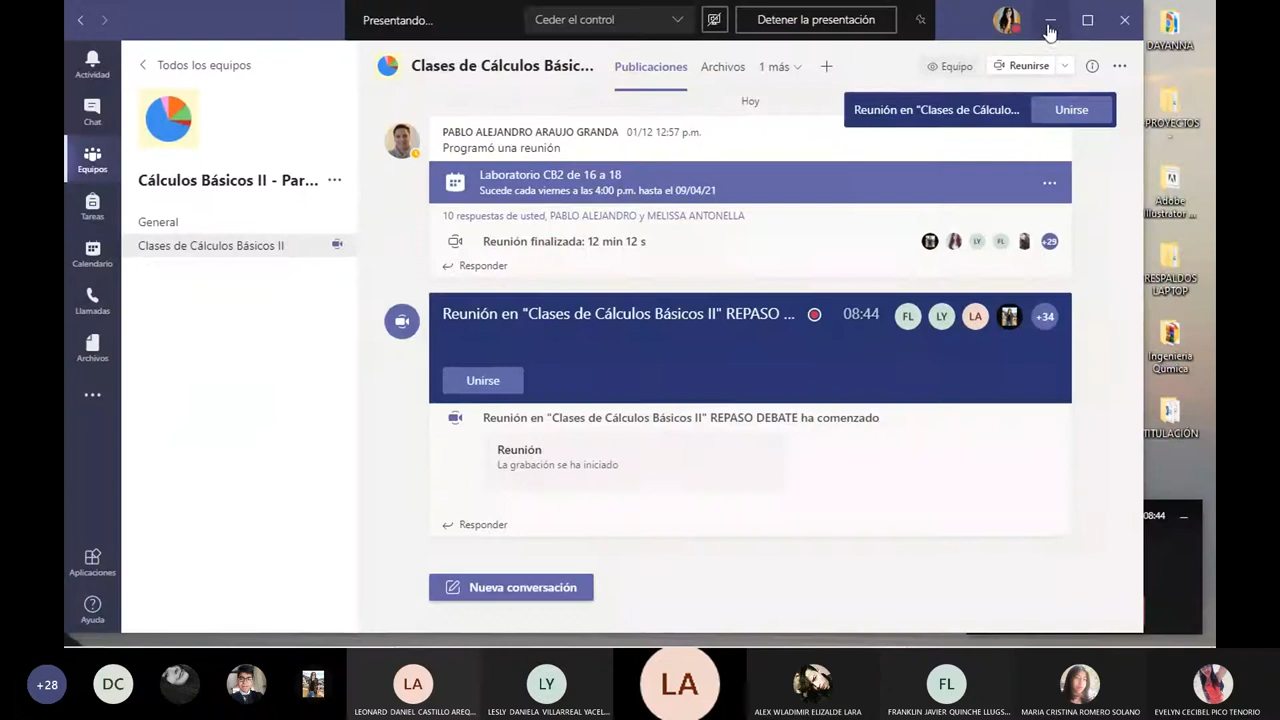 Presentando...
Ceder el control
Detener la presentación
Actividad
Chat
Equipos
Tareas
Calendario
Llamadas
Archivos
Aplicaciones
Ayuda
Todos los equipos
Cálculos Básicos II - Par...
General
Clases de Cálculos Básicos II
Clases de Cálculos Básic...
Publicaciones
Archivos
1 más
Equipo
Reunirse
Hoy
Reunión en "Clases de Cálculo...
Unirse
PABLO ALEJANDRO ARAUJO GRANDA 01/12 12:57 p.m.
Programó una reunión
Laboratorio CB2 de 16 a 18
Sucede cada viernes a las 4:00 p.m. hasta el 09/04/21
10 respuestas de usted, PABLO ALEJANDRO y MELISSA ANTONELLA
Reunión finalizada: 12 min 12 s
LY
FL
+29
Responder
Reunión en "Clases de Cálculos Básicos II" REPASO ...
08:44
FL
LY
LA
+34
Unirse
Reunión en "Clases de Cálculos Básicos II" REPASO DEBATE ha comenzado
Reunión
La grabación se ha iniciado
Responder
Nueva conversación
DAYANNA
PROYECTOS
-
Adobe
Illustrator ...
RESPALDOS
LAPTOP
Ingenieria
Quimica
TITULACIÓN
08:44
+28
DC
LA
LEONARD DANIEL CASTILLO AREQ...
LY
LESLY DANIELA VILLARREAL YACEL...
LA
ALEX WLADIMIR ELIZALDE LARA
FL
FRANKLIN JAVIER QUINCHE LLUGS...
MARIA CRISTINA ROMERO SOLANO
EVELYN CECIBEL PICO TENORIO